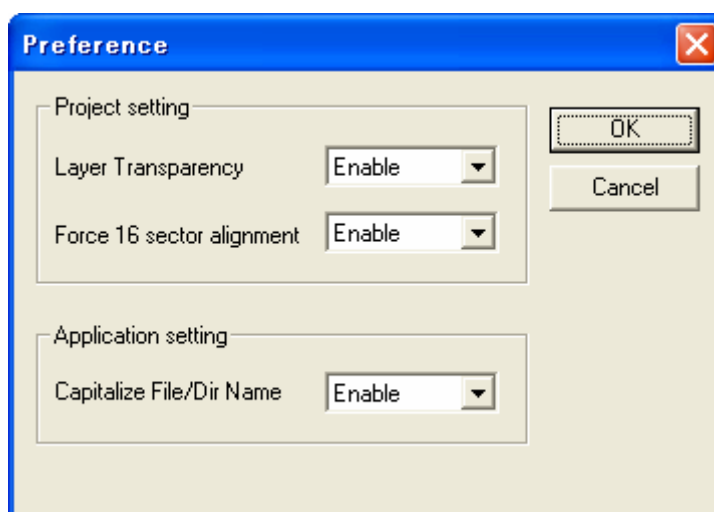 Preference
Project setting
OK
Layer Transparency Enable
Cancel
Force 16 sector alignment Enable
Application setting
Capitalize File/Dir Name Enable